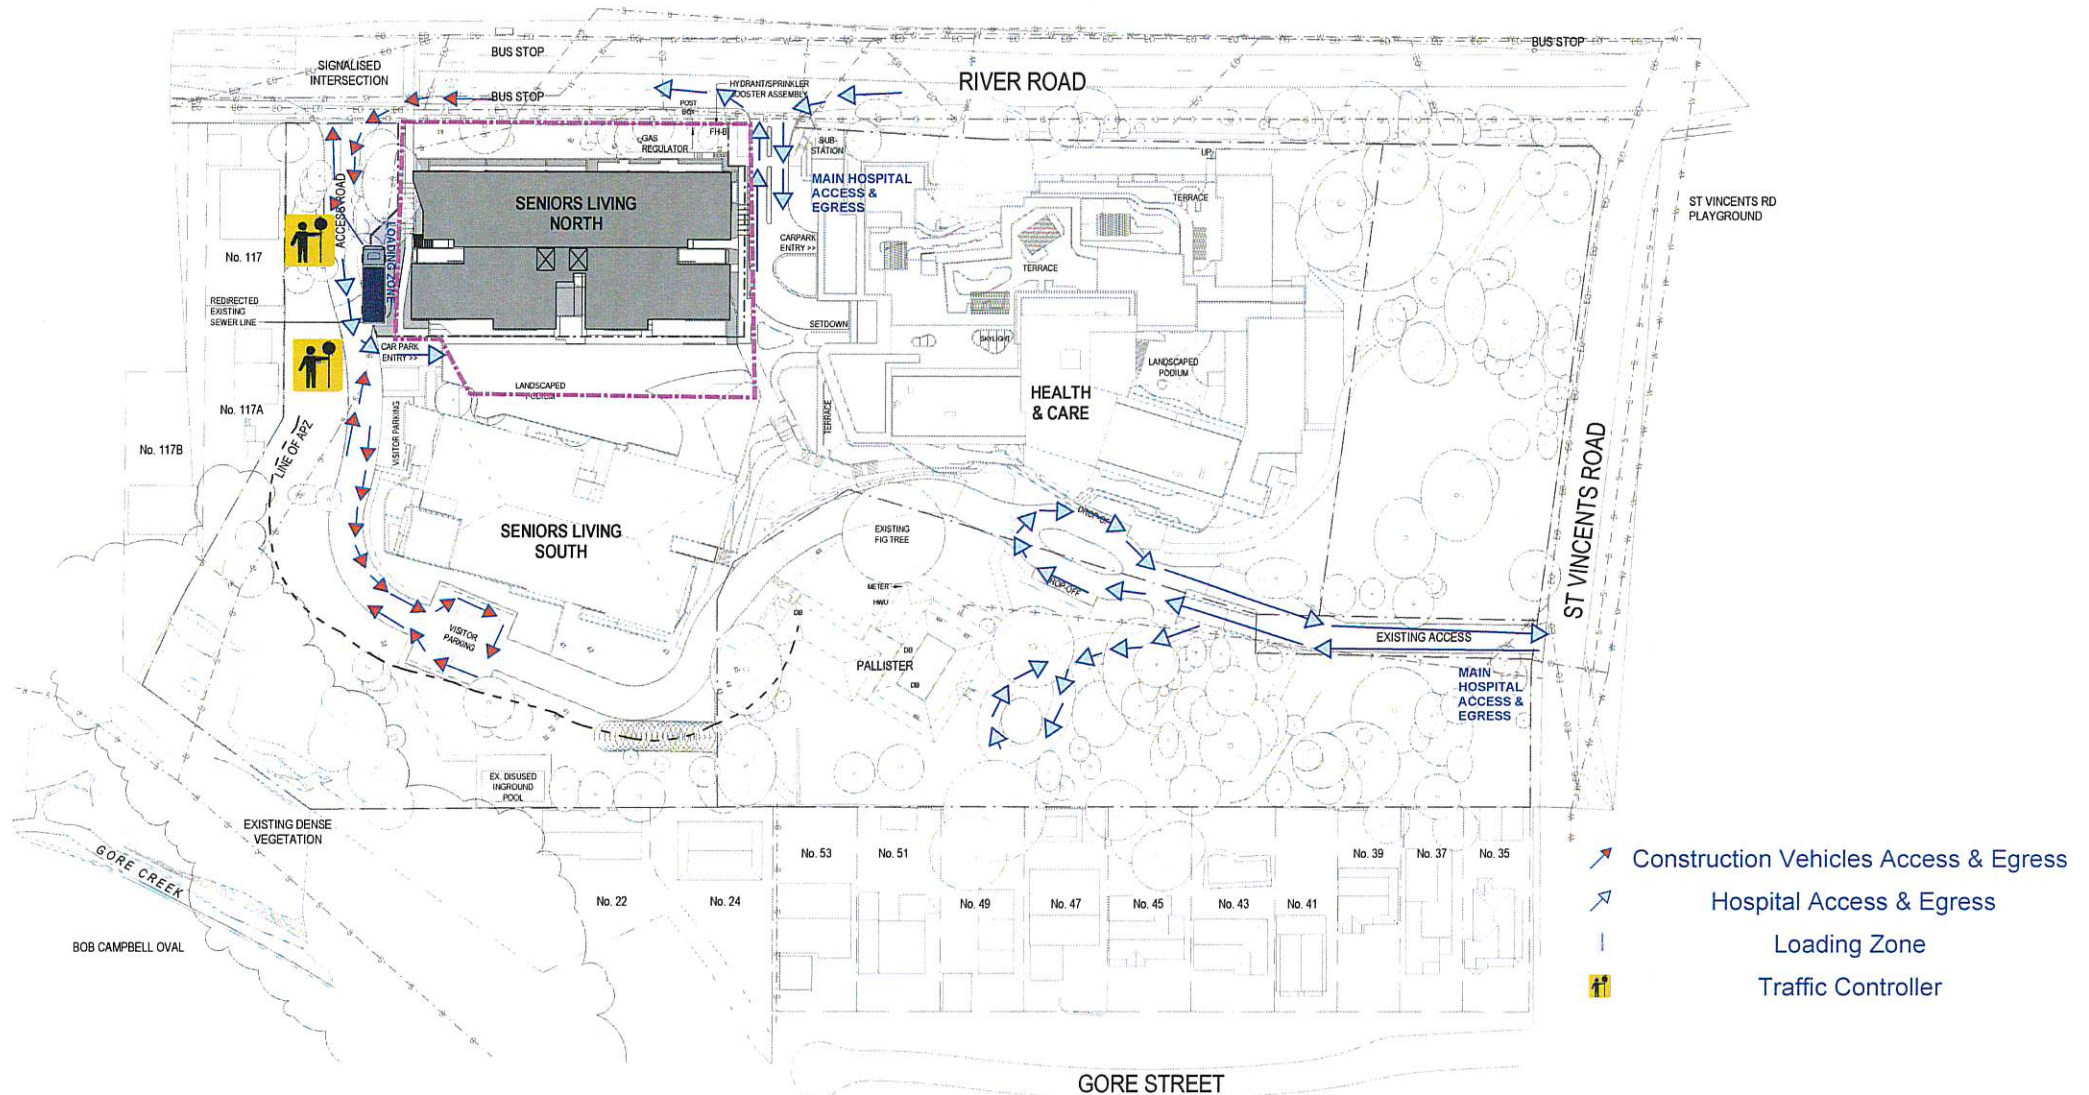 BUS STOP
BUS STOP
SIGNALISED
INTERSECTION
RIVER ROAD
HYDRANT/SPRINKLER
BOOSTER ASSEMBLY
BUS STOP
POST
BOX
FH-B
GAS
REGULATOR
SUB-
STATION
UP
MAIN HOSPITAL
ACCESS &
EGRESS
TERRACE
ST VINCENTS RD
PLAYGROUND
SENIORS LIVING
NORTH
ACCESS ROAD
LOADING ZONE
CARPARK
ENTRY >>
No. 117
TERRACE
REDIRECTED
EXISTING
SEWER LINE
SETDOWN
SKYLIGHT
CAR PARK
ENTRY >>
LANDSCAPED
PODIUM
LANDSCAPED
PODIUM
HEALTH
& CARE
No. 117A
VISITOR PARKING
TERRACE
LINE OF APZ
No. 117B
ST VINCENTS ROAD
SENIORS LIVING
SOUTH
EXISTING
FIG TREE
DROP-OFF
DROP-OFF
METER
HWU
DB
VISITOR
PARKING
EXISTING ACCESS
DB
PALLISTER
DB
MAIN
HOSPITAL
ACCESS &
EGRESS
EX. DISUSED
INGROUND
POOL
EXISTING DENSE
VEGETATION
GORE CREEK
BOB CAMPBELL OVAL
No. 22
No. 24
No. 53
No. 51
No. 49
No. 47
No. 45
No. 43
No. 41
No. 39
No. 37
No. 35
Construction Vehicles Access & Egress
Hospital Access & Egress
Loading Zone
Traffic Controller
GORE STREET